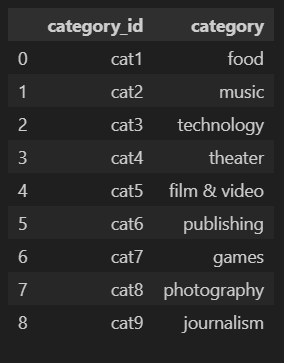 category_id category
0 cat1 food
1 cat2 music
2 cat3 technology
3 cat4 theater
4 cat5 film & video
5 cat6 publishing
6 cat7 games
7 cat8 photography
8 cat9 journalism